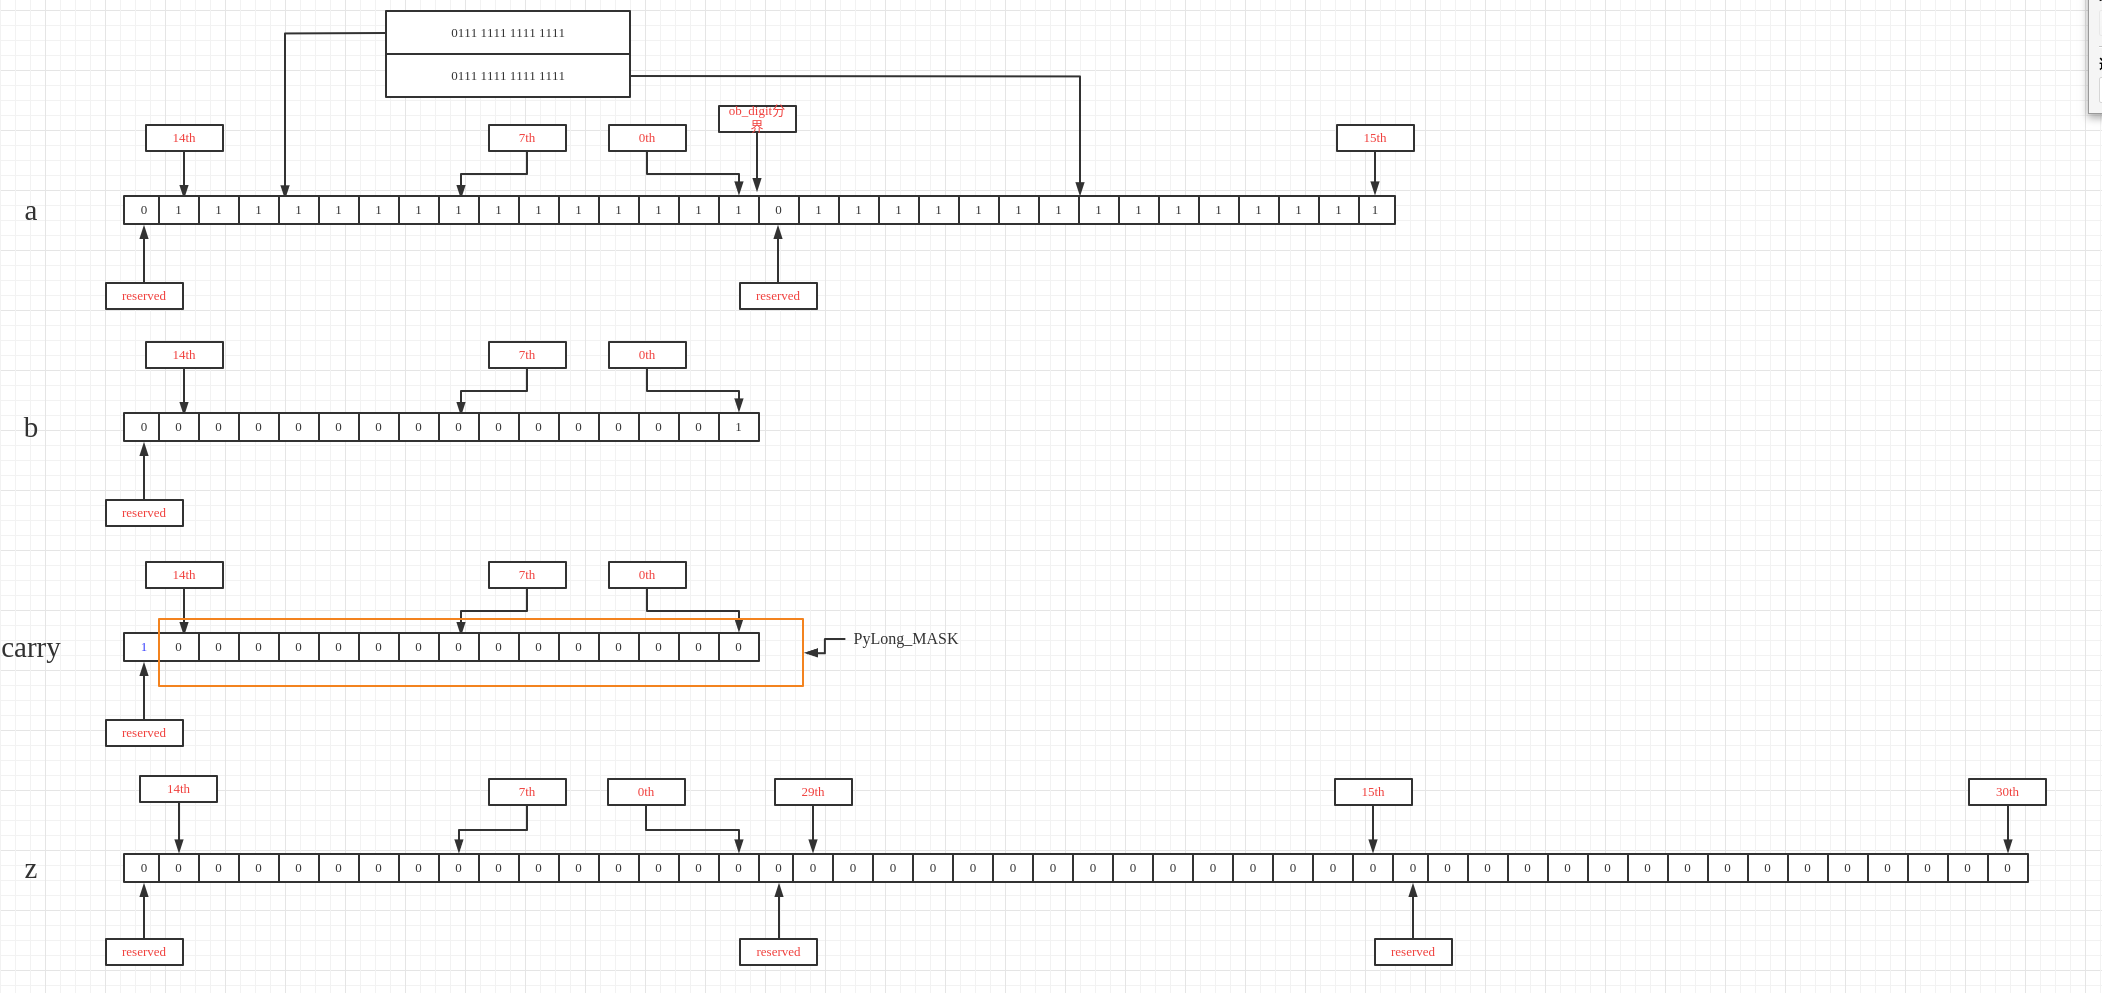 0111 1111 1111 1111
0111 1111 1111 1111
ob_digit分
界
14th
7th
0th
15th
a
0 1 1 1 1 1 1 1 1 1 1 1 1 1 1 1 0 1 1 1 1 1 1 1 1 1 1 1 1 1 1 1
reserved
reserved
14th
7th
0th
b
0 0 0 0 0 0 0 0 0 0 0 0 0 0 0 1
reserved
14th
7th
0th
PyLong_MASK
carry
1 0 0 0 0 0 0 0 0 0 0 0 0 0 0 0
reserved
14th
7th
0th
29th
15th
30th
z
0 0 0 0 0 0 0 0 0 0 0 0 0 0 0 0 0 0 0 0 0 0 0 0 0 0 0 0 0 0 0 0 0 0 0 0 0 0 0 0 0 0 0 0 0 0 0 0
reserved
reserved
reserved